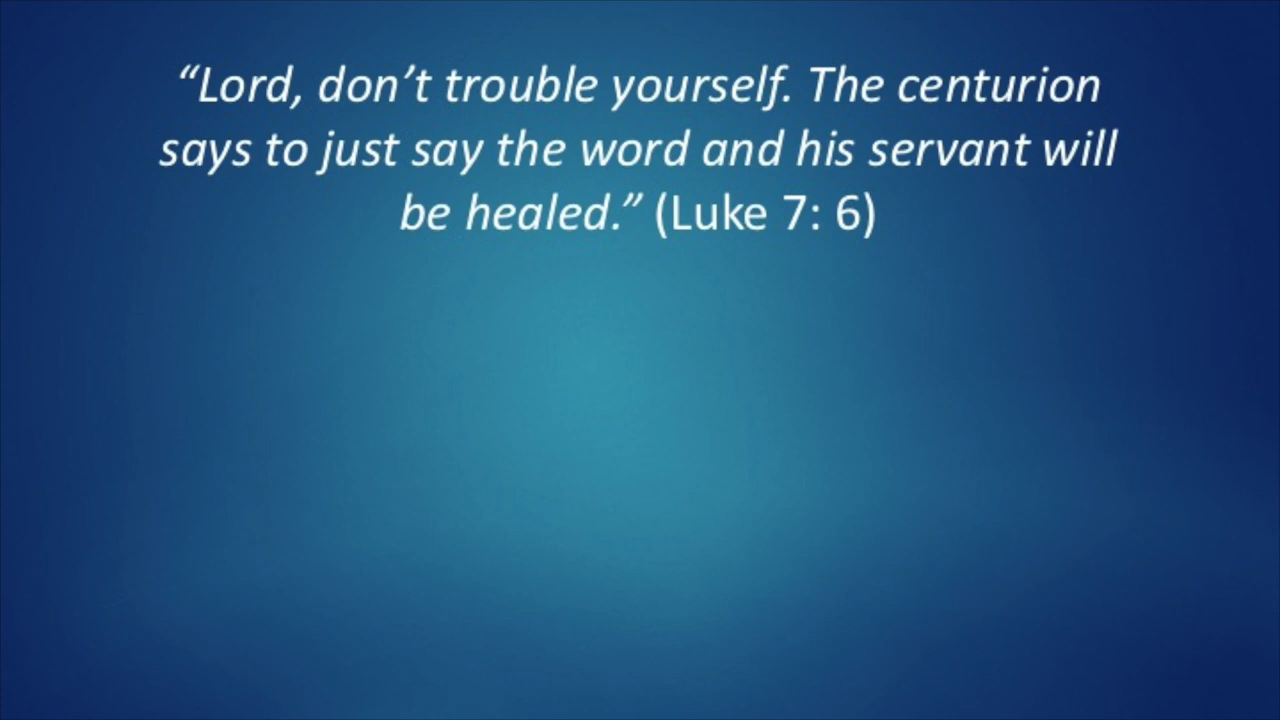 “Lord, don’t trouble yourself. The centurion
says to just say the word and his servant will
be healed.” (Luke 7: 6)